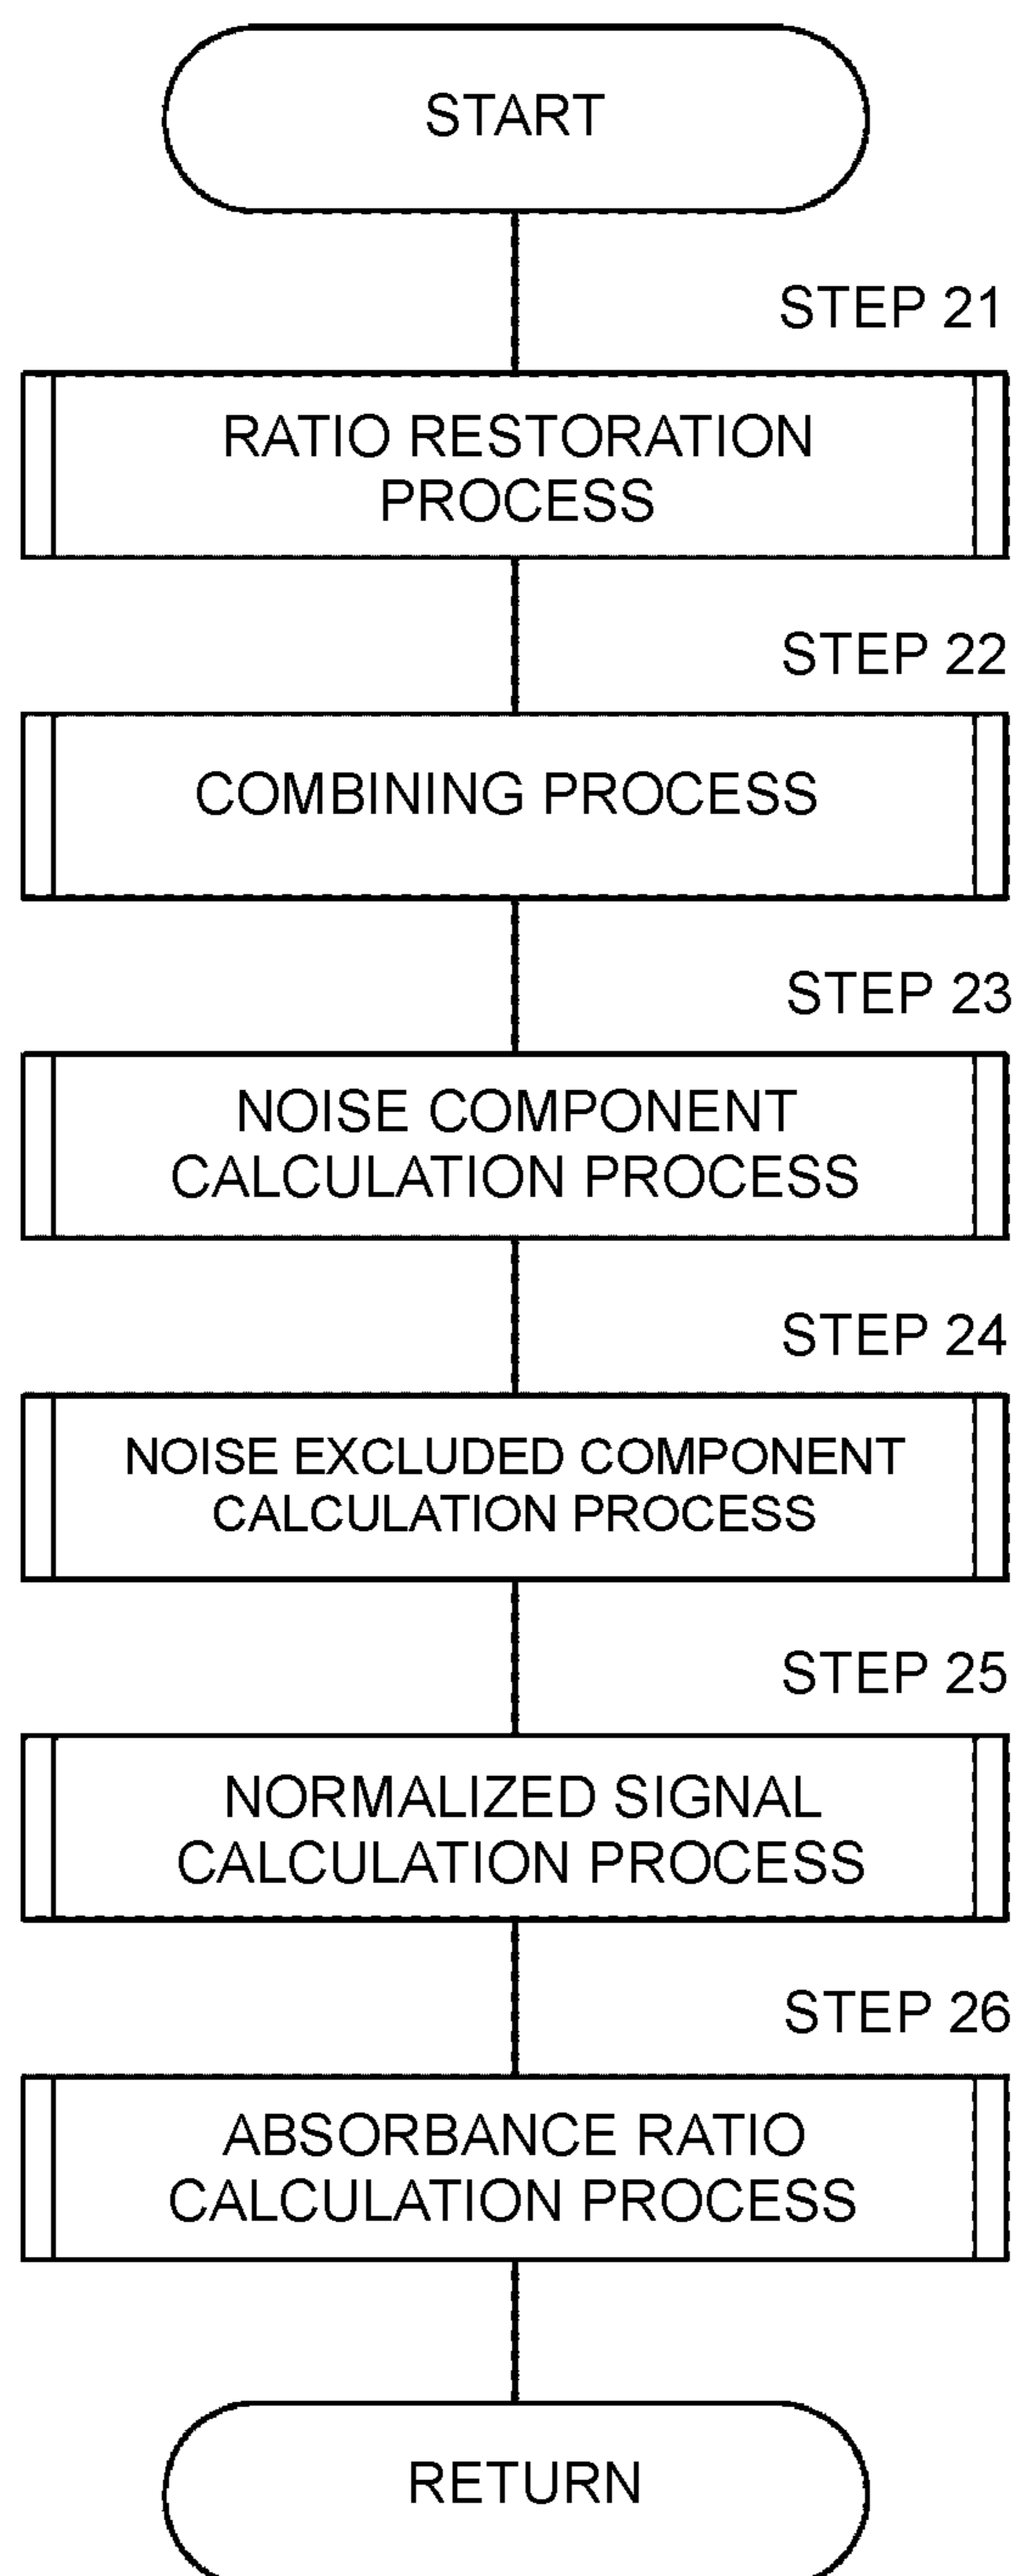 START
STEP 21
RATIO RESTORATION
PROCESS
STEP 22
COMBINING PROCESS
STEP 23
NOISE COMPONENT
CALCULATION PROCESS
STEP 24
NOISE EXCLUDED COMPONENT
CALCULATION PROCESS
STEP 25
NORMALIZED SIGNAL
CALCULATION PROCESS
STEP 26
ABSORBANCE RATIO
CALCULATION PROCESS
RETURN